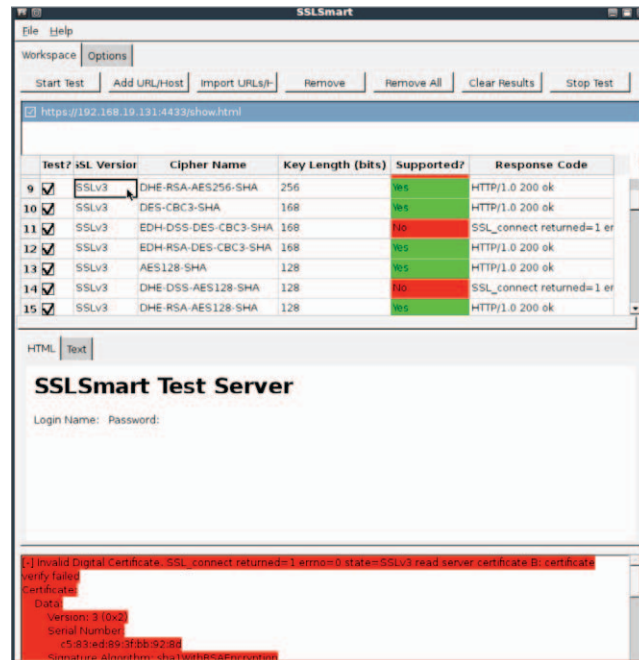 SSLSmart
File Help
Workspace Options
Start Test Add URL/Host Import URLs/H Remove Remove All Clear Results Stop Test
https://192.168.19.131:4433/show.html
Test? SSL Version Cipher Name Key Length (bits) Supported? Response Code
9 SSLv3 DHE-RSA-AES256-SHA 256 Yes HTTP/1.0 200 ok
10 SSLv3 DES-CBC3-SHA 168 Yes HTTP/1.0 200 ok
11 SSLv3 EDH-DSS-DES-CBC3-SHA 168 No SSL_connect returned=1 er
12 SSLv3 EDH-RSA-DES-CBC3-SHA 168 Yes HTTP/1.0 200 ok
13 SSLv3 AES128-SHA 128 Yes HTTP/1.0 200 ok
14 SSLv3 DHE-DSS-AES128-SHA 128 No SSL_connect returned=1 er
15 SSLv3 DHE-RSA-AES128-SHA 128 Yes HTTP/1.0 200 ok
HTML Text
SSLSmart Test Server
Login Name: Password:
[-] Invalid Digital Certificate. SSL_connect returned=1 errno=0 state=SSLv3 read server certificate B: certificate
verify failed
Certificate:
Data:
Version: 3 (0x2)
Serial Number:
c5:83:ed:89:3f:bb:92:8d
Signature Algorithm: sha1WithRSAEncryption